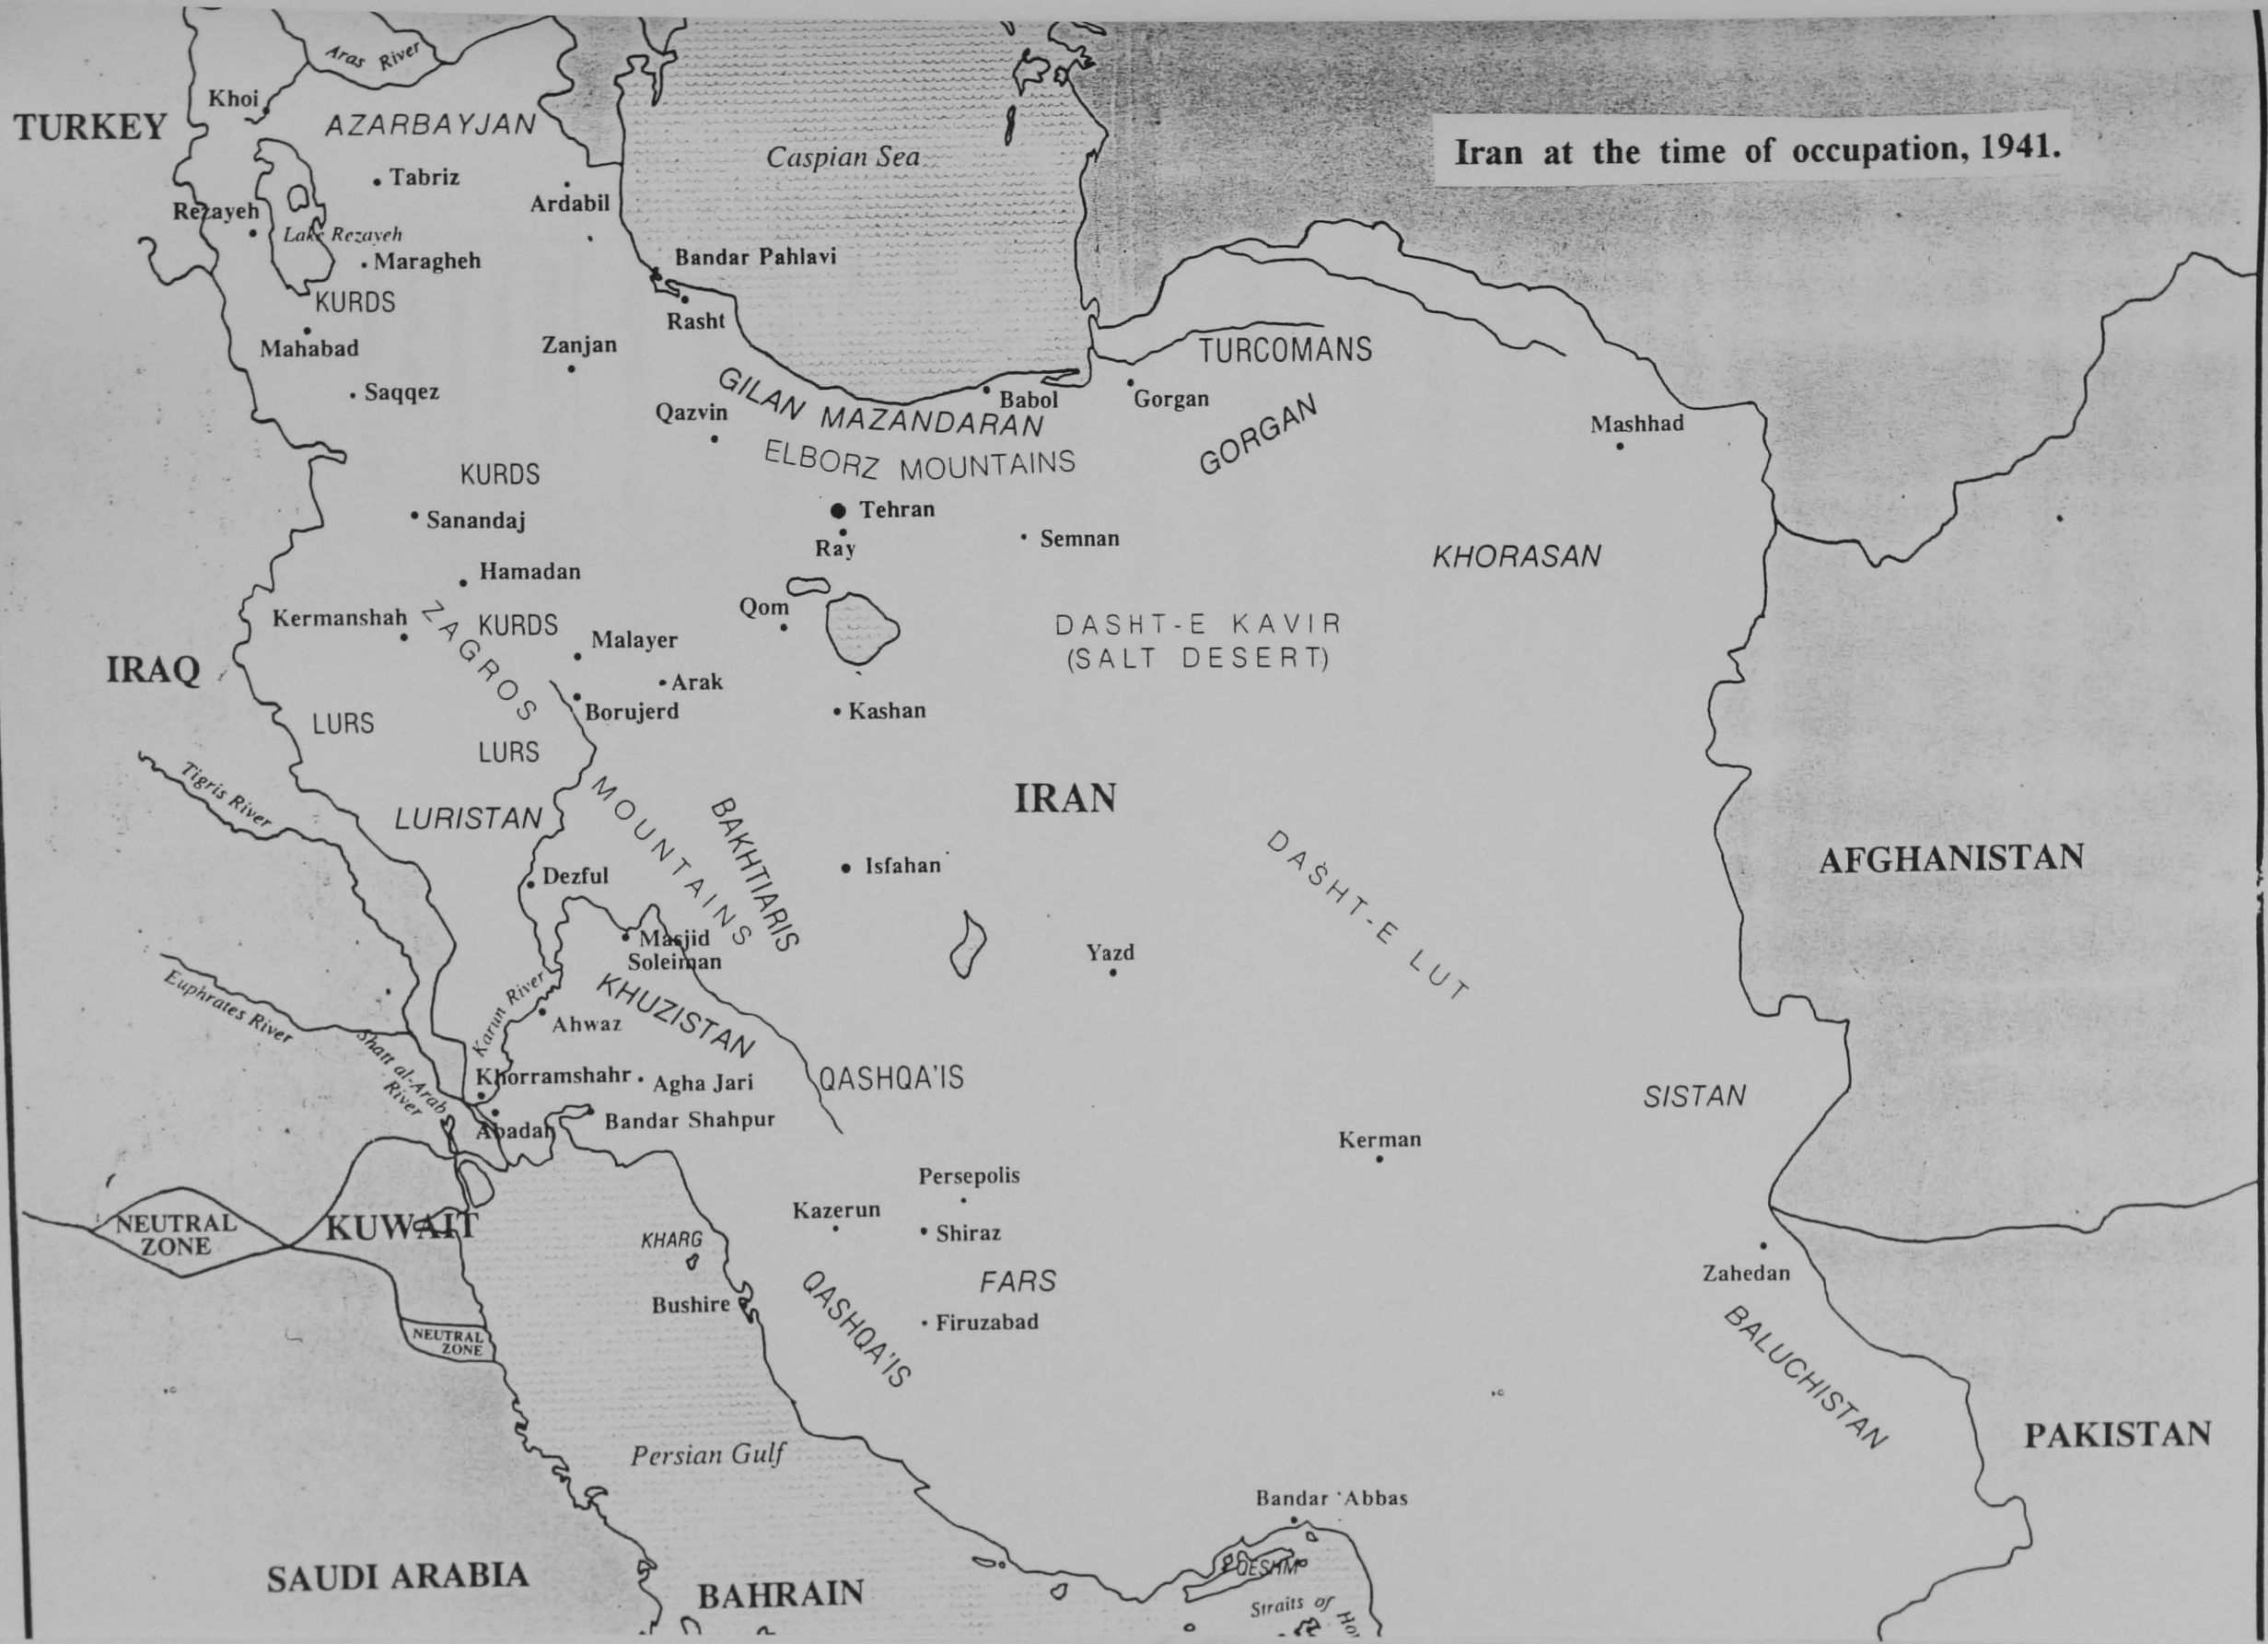 Aras River
Khoi
TURKEY
AZARBAYJAN
Iran at the time of occupation, 1941.
Caspian Sea
Tabriz
Ardabil
Rezayeh
Lake Rezayeh
Maragheh
Bandar Pahlavi
KURDS
Rasht
Mahabad
Zanjan
TURCOMANS
Saqqez
GILAN
MAZANDARAN
Babol
Gorgan
Qazvin
GORGAN
Mashhad
ELBORZ MOUNTAINS
KURDS
Tehran
Sanandaj
Ray
Semnan
KHORASAN
Hamadan
Qom
Kermanshah
ZAGROS
KURDS
Malayer
DASHT-E KAVIR
(SALT DESERT)
IRAQ
Arak
Borujerd
Kashan
LURS
LURS
Tigris River
IRAN
LURISTAN
MOUNTAINS
BAKHTIARIS
Isfahan
DASHT-E LUT
AFGHANISTAN
Dezful
Masjid
Soleiman
Yazd
Euphrates River
Karun River
KHUZISTAN
Ahwaz
Shatt al-Arab
River
Khorramshahr
Agha Jari
QASHQA'IS
SISTAN
Abadan
Bandar Shahpur
Kerman
Persepolis
Kazerun
NEUTRAL
ZONE
KUWAIT
KHARG
Shiraz
Zahedan
FARS
QASHQA'IS
Bushire
Firuzabad
NEUTRAL
ZONE
BALUCHISTAN
PAKISTAN
Persian Gulf
Bandar 'Abbas
SAUDI ARABIA
BAHRAIN
QESHM
Straits of
Ho